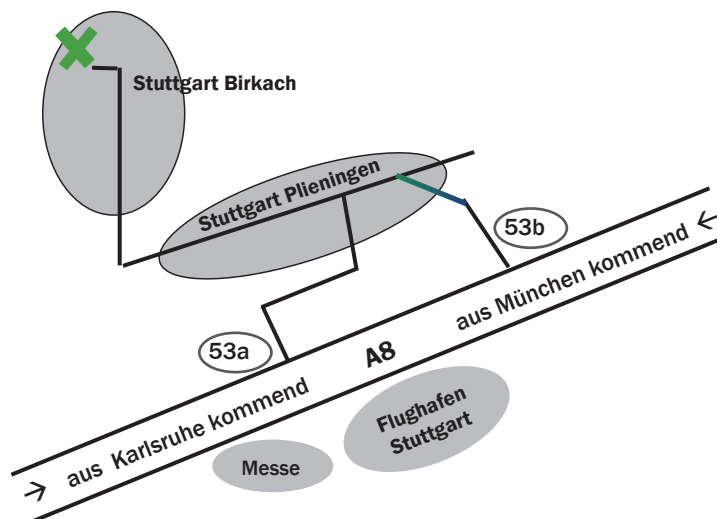 Stuttgart Birkach
Stuttgart Plieningen
53b
aus München kommend ←
53a
A8
→ aus Karlsruhe kommend
Flughafen
Stuttgart
Messe